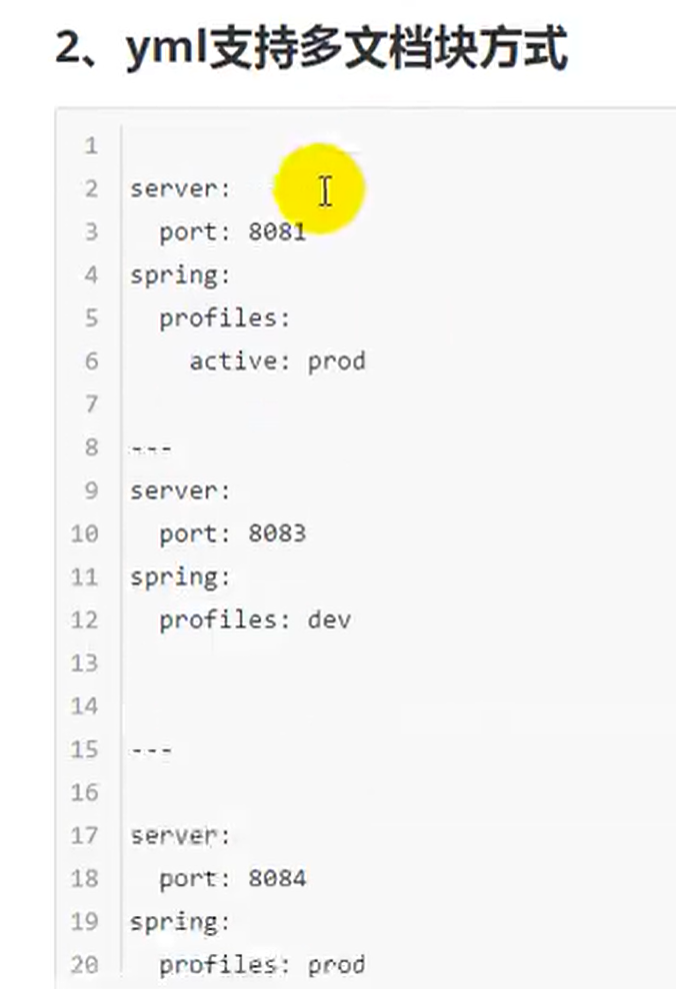 2、yml支持多文档块方式
1
2 server:
3   port: 8081
4 spring:
5   profiles:
6     active: prod
7
8 ---
9 server:
10   port: 8083
11 spring:
12   profiles: dev
13
14
15 ---
16
17 server:
18   port: 8084
19 spring:
20   profiles: prod